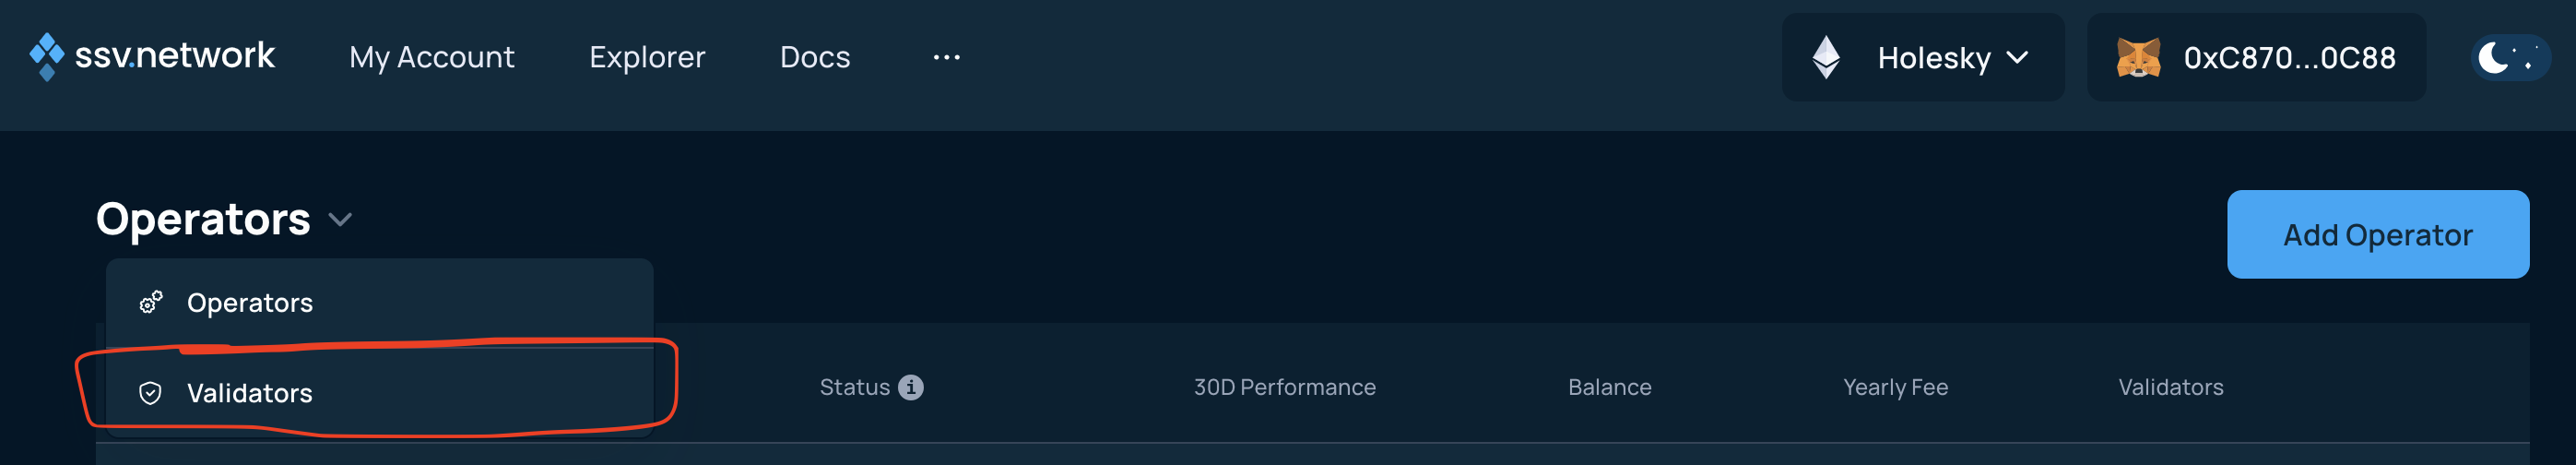 ssv.network My Account Explorer Docs ... Holesky 0xC870...0C88
Operators Add Operator
Operators
Validators Status i 30D Performance Balance Yearly Fee Validators